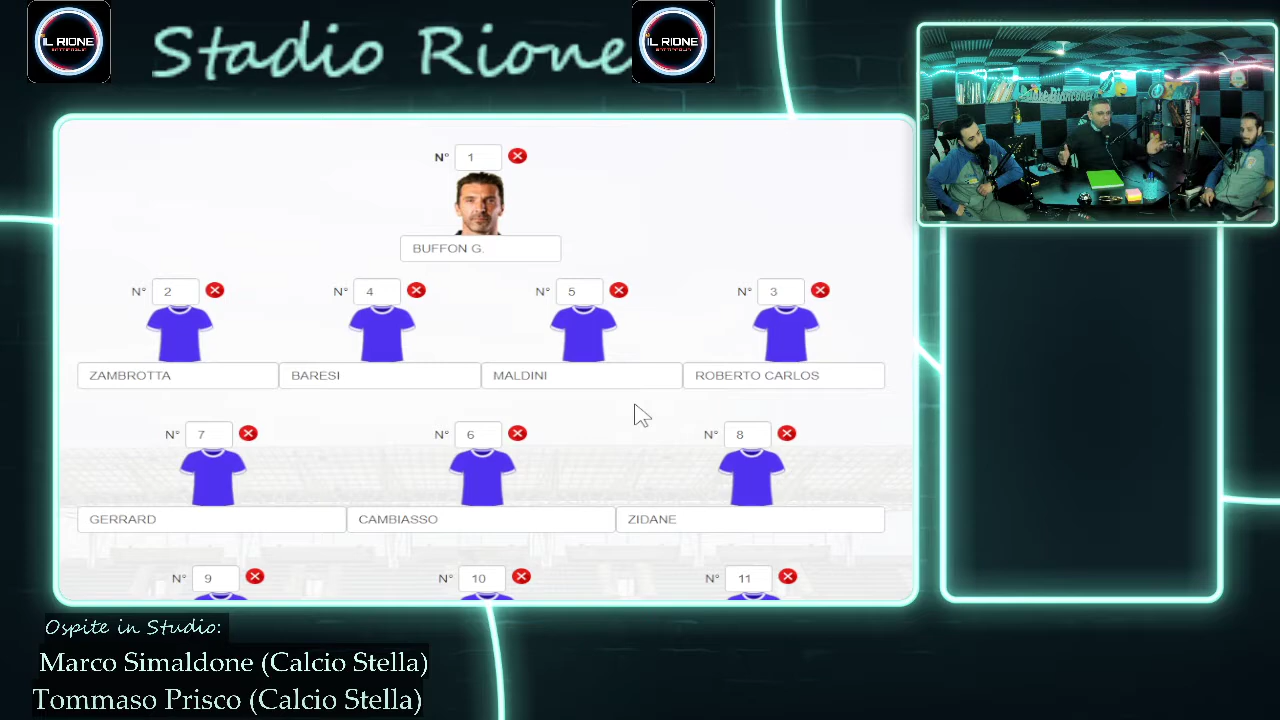 iL RIONE
Stadio Rione
iL RIONE
N° 1
BUFFON G.
N° 2 N° 4 N° 5 N° 3
ZAMBROTTA BARESI MALDINI ROBERTO CARLOS
N° 7 N° 6 N° 8
GERRARD CAMBIASSO ZIDANE
N° 9 N° 10 N° 11
Ospite in Studio:
Marco Simaldone (Calcio Stella)
Tommaso Prisco (Calcio Stella)